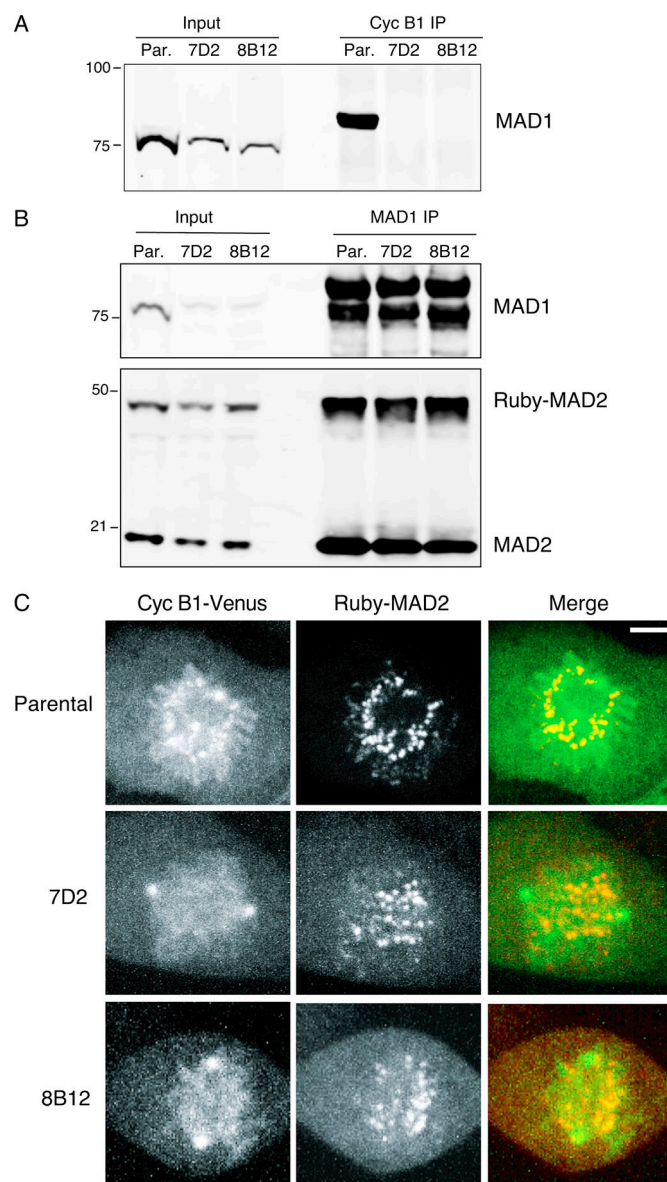 A
Input
Cyc B1 IP
Par. 7D2 8B12
Par. 7D2 8B12
100
75
MAD1
B
Input
MAD1 IP
Par. 7D2 8B12
Par. 7D2 8B12
75
MAD1
50
Ruby-MAD2
21
MAD2
C
Cyc B1-Venus
Ruby-MAD2
Merge
Parental
7D2
8B12